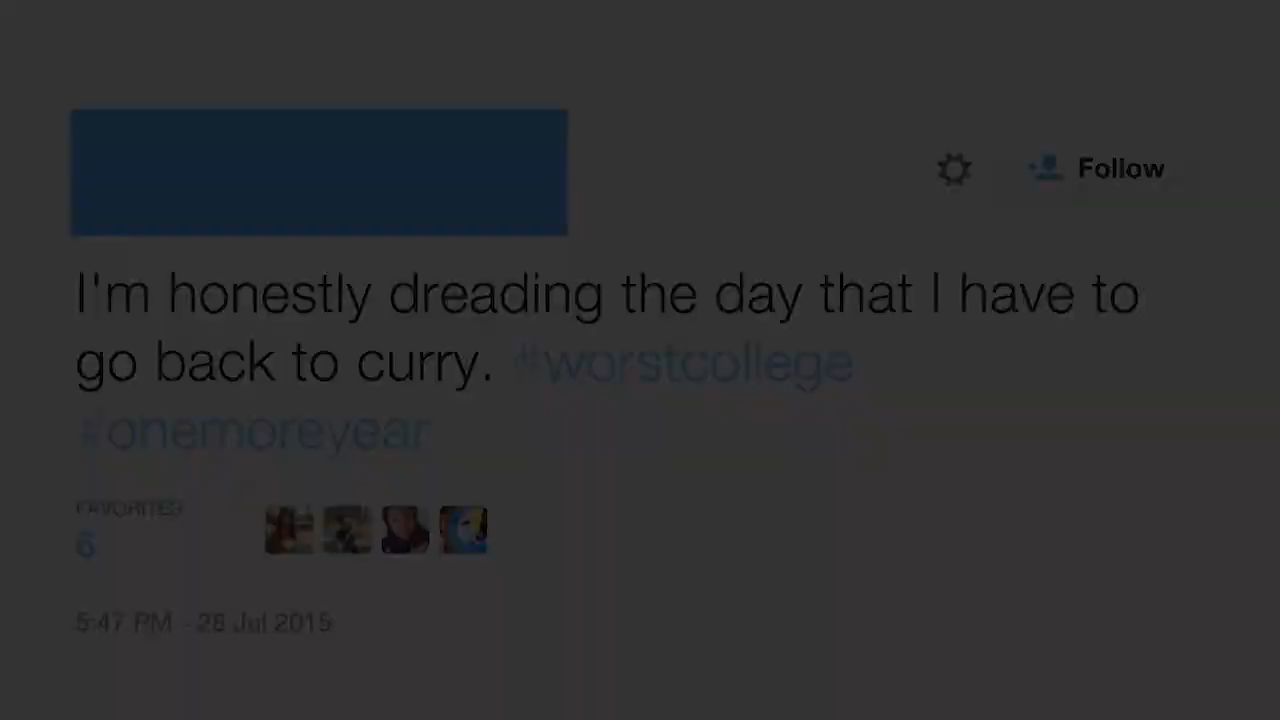 Follow
I'm honestly dreading the day that I have to
go back to curry. #worstcollege
#onemoreyear
FAVORITES
6
5:47 PM - 28 Jul 2015